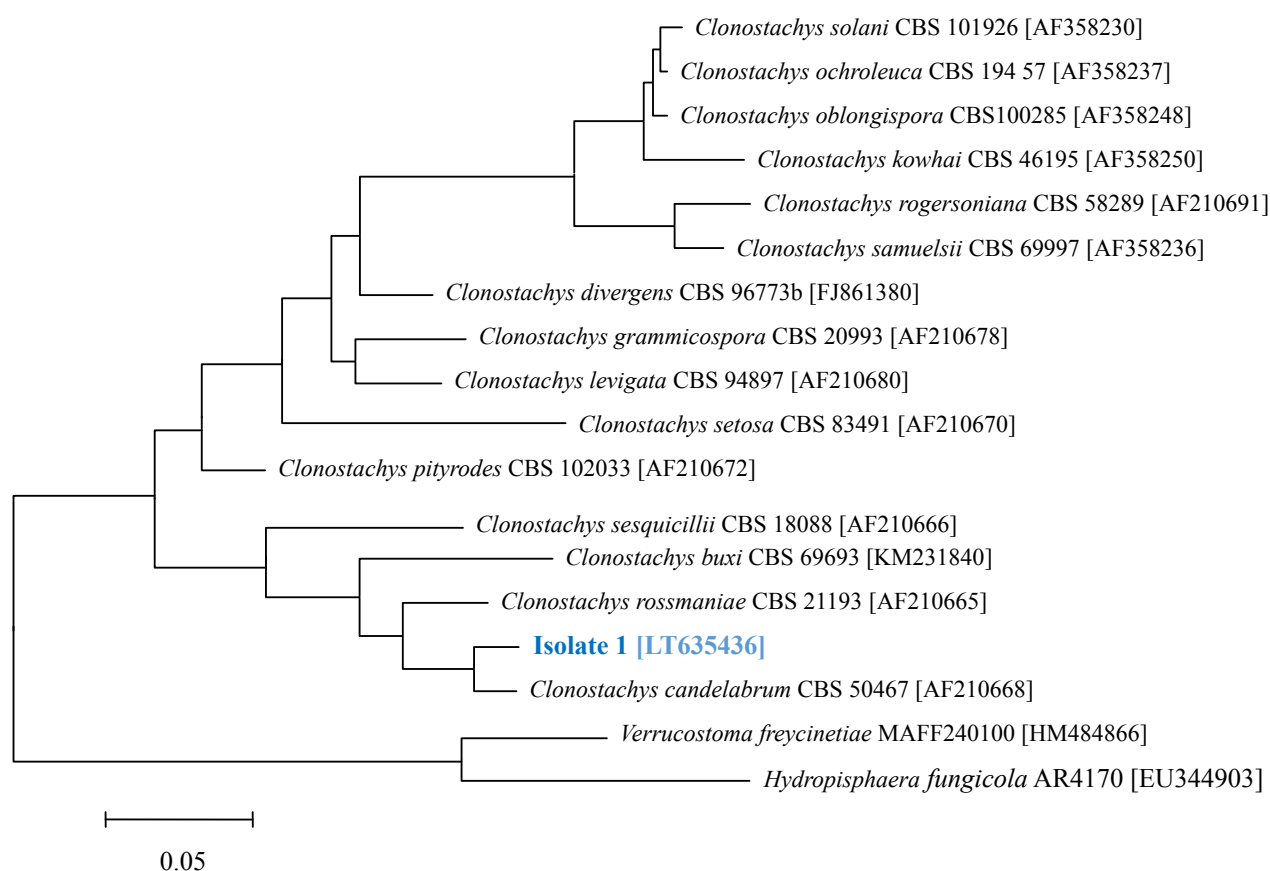 Clonostachys solani CBS 101926 [AF358230]
Clonostachys ochroleuca CBS 194 57 [AF358237]
Clonostachys oblongispora CBS100285 [AF358248]
Clonostachys kowhai CBS 46195 [AF358250]
Clonostachys rogersoniana CBS 58289 [AF210691]
Clonostachys samuelsii CBS 69997 [AF358236]
Clonostachys divergens CBS 96773b [FJ861380]
Clonostachys grammicospora CBS 20993 [AF210678]
Clonostachys levigata CBS 94897 [AF210680]
Clonostachys setosa CBS 83491 [AF210670]
Clonostachys pityrodes CBS 102033 [AF210672]
Clonostachys sesquicillii CBS 18088 [AF210666]
Clonostachys buxi CBS 69693 [KM231840]
Clonostachys rossmaniae CBS 21193 [AF210665]
Isolate 1 [LT635436]
Clonostachys candelabrum CBS 50467 [AF210668]
Verrucostoma freycinetiae MAFF240100 [HM484866]
Hydropisphaera fungicola AR4170 [EU344903]
0.05